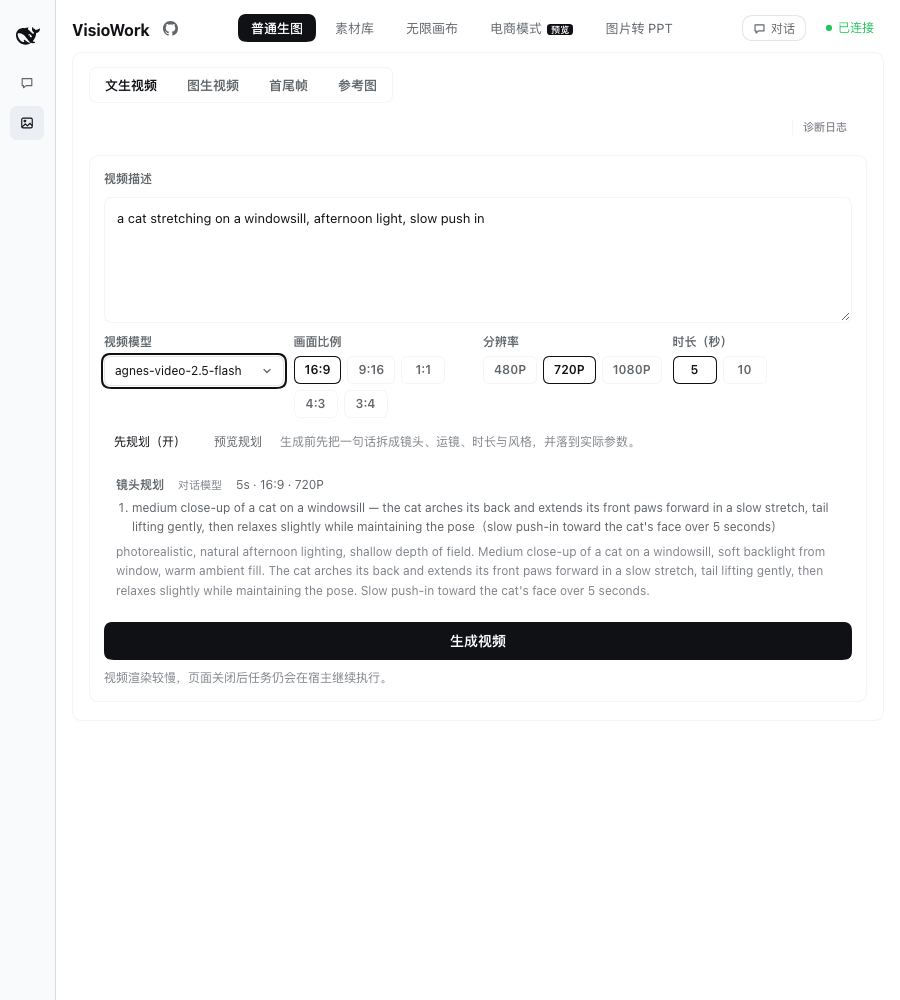 VisioWork
普通生图
素材库
无限画布
电商模式 预览
图片转 PPT
对话
已连接
文生视频
图生视频
首尾帧
参考图
诊断日志
视频描述
a cat stretching on a windowsill, afternoon light, slow push in
视频模型
agnes-video-2.5-flash
画面比例
16:9
9:16
1:1
4:3
3:4
分辨率
480P
720P
1080P
时长（秒）
5
10
先规划（开）
预览规划
生成前先把一句话拆成镜头、运镜、时长与风格，并落到实际参数。
镜头规划 对话模型 5s · 16:9 · 720P
1. medium close-up of a cat on a windowsill — the cat arches its back and extends its front paws forward in a slow stretch, tail
lifting gently, then relaxes slightly while maintaining the pose（slow push-in toward the cat's face over 5 seconds）
photorealistic, natural afternoon lighting, shallow depth of field. Medium close-up of a cat on a windowsill, soft backlight from
window, warm ambient fill. The cat arches its back and extends its front paws forward in a slow stretch, tail lifting gently, then
relaxes slightly while maintaining the pose. Slow push-in toward the cat's face over 5 seconds.
生成视频
视频渲染较慢，页面关闭后任务仍会在宿主继续执行。